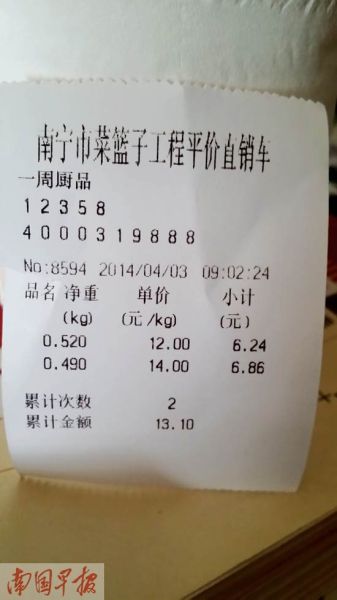 南宁市菜篮子工程平价直销车
一周厨品
12358
4000319888
No:8594 2014/04/03 09:02:24
品名 净重 单价 小计
(kg) (元/kg) (元)
0.520 12.00 6.24
0.490 14.00 6.86
累计次数 2
累计金额 13.10
南国早报